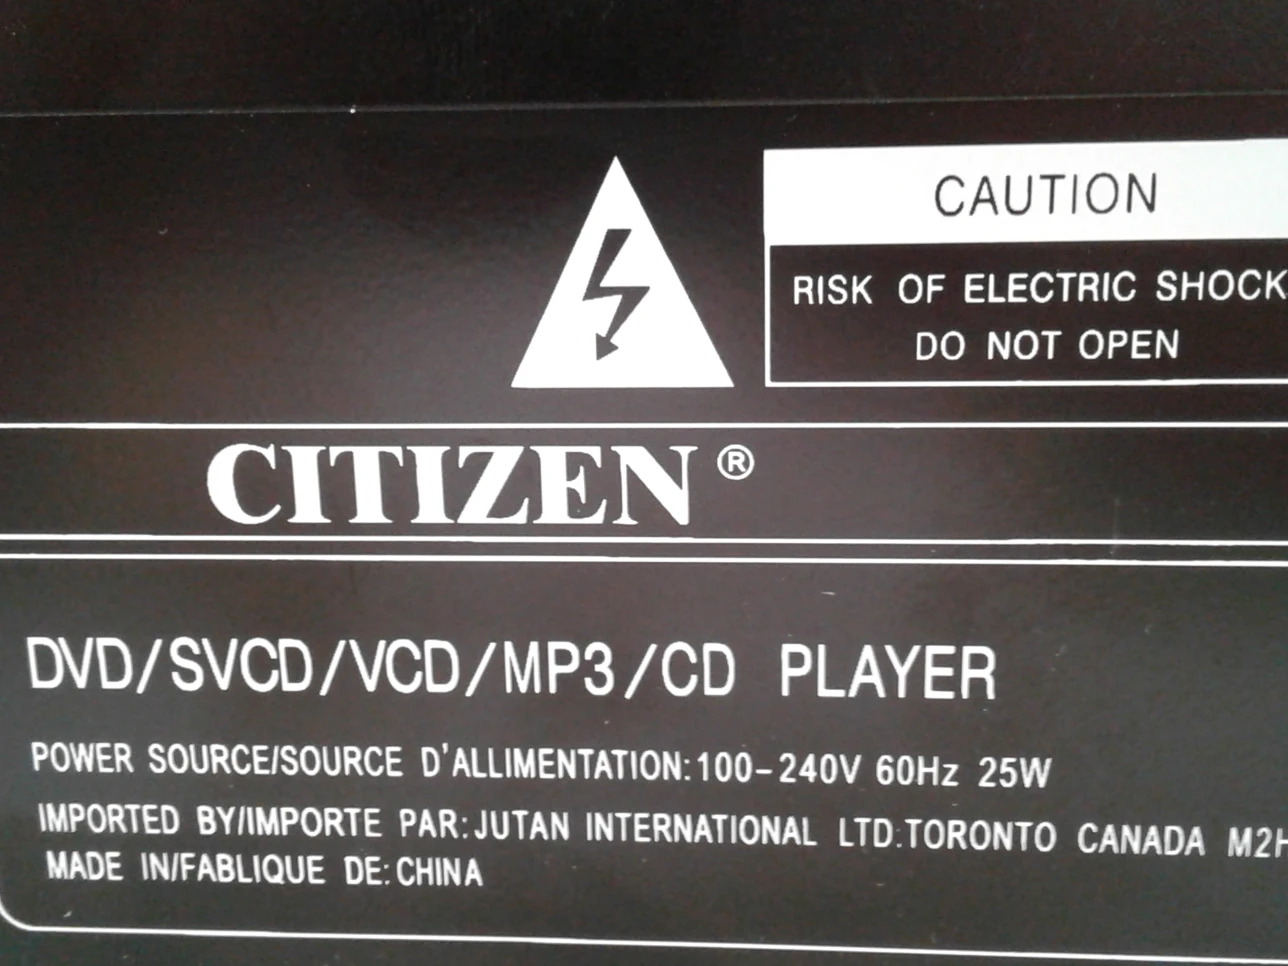 CAUTION
RISK OF ELECTRIC SHOCK
DO NOT OPEN
CITIZEN®
DVD/SVCD/VCD/MP3/CD PLAYER
POWER SOURCE/SOURCE D'ALLIMENTATION:100-240V 60Hz 25W
IMPORTED BY/IMPORTE PAR:JUTAN INTERNATIONAL LTD.TORONTO CANADA
MADE IN/FABLIQUE DE:CHINA